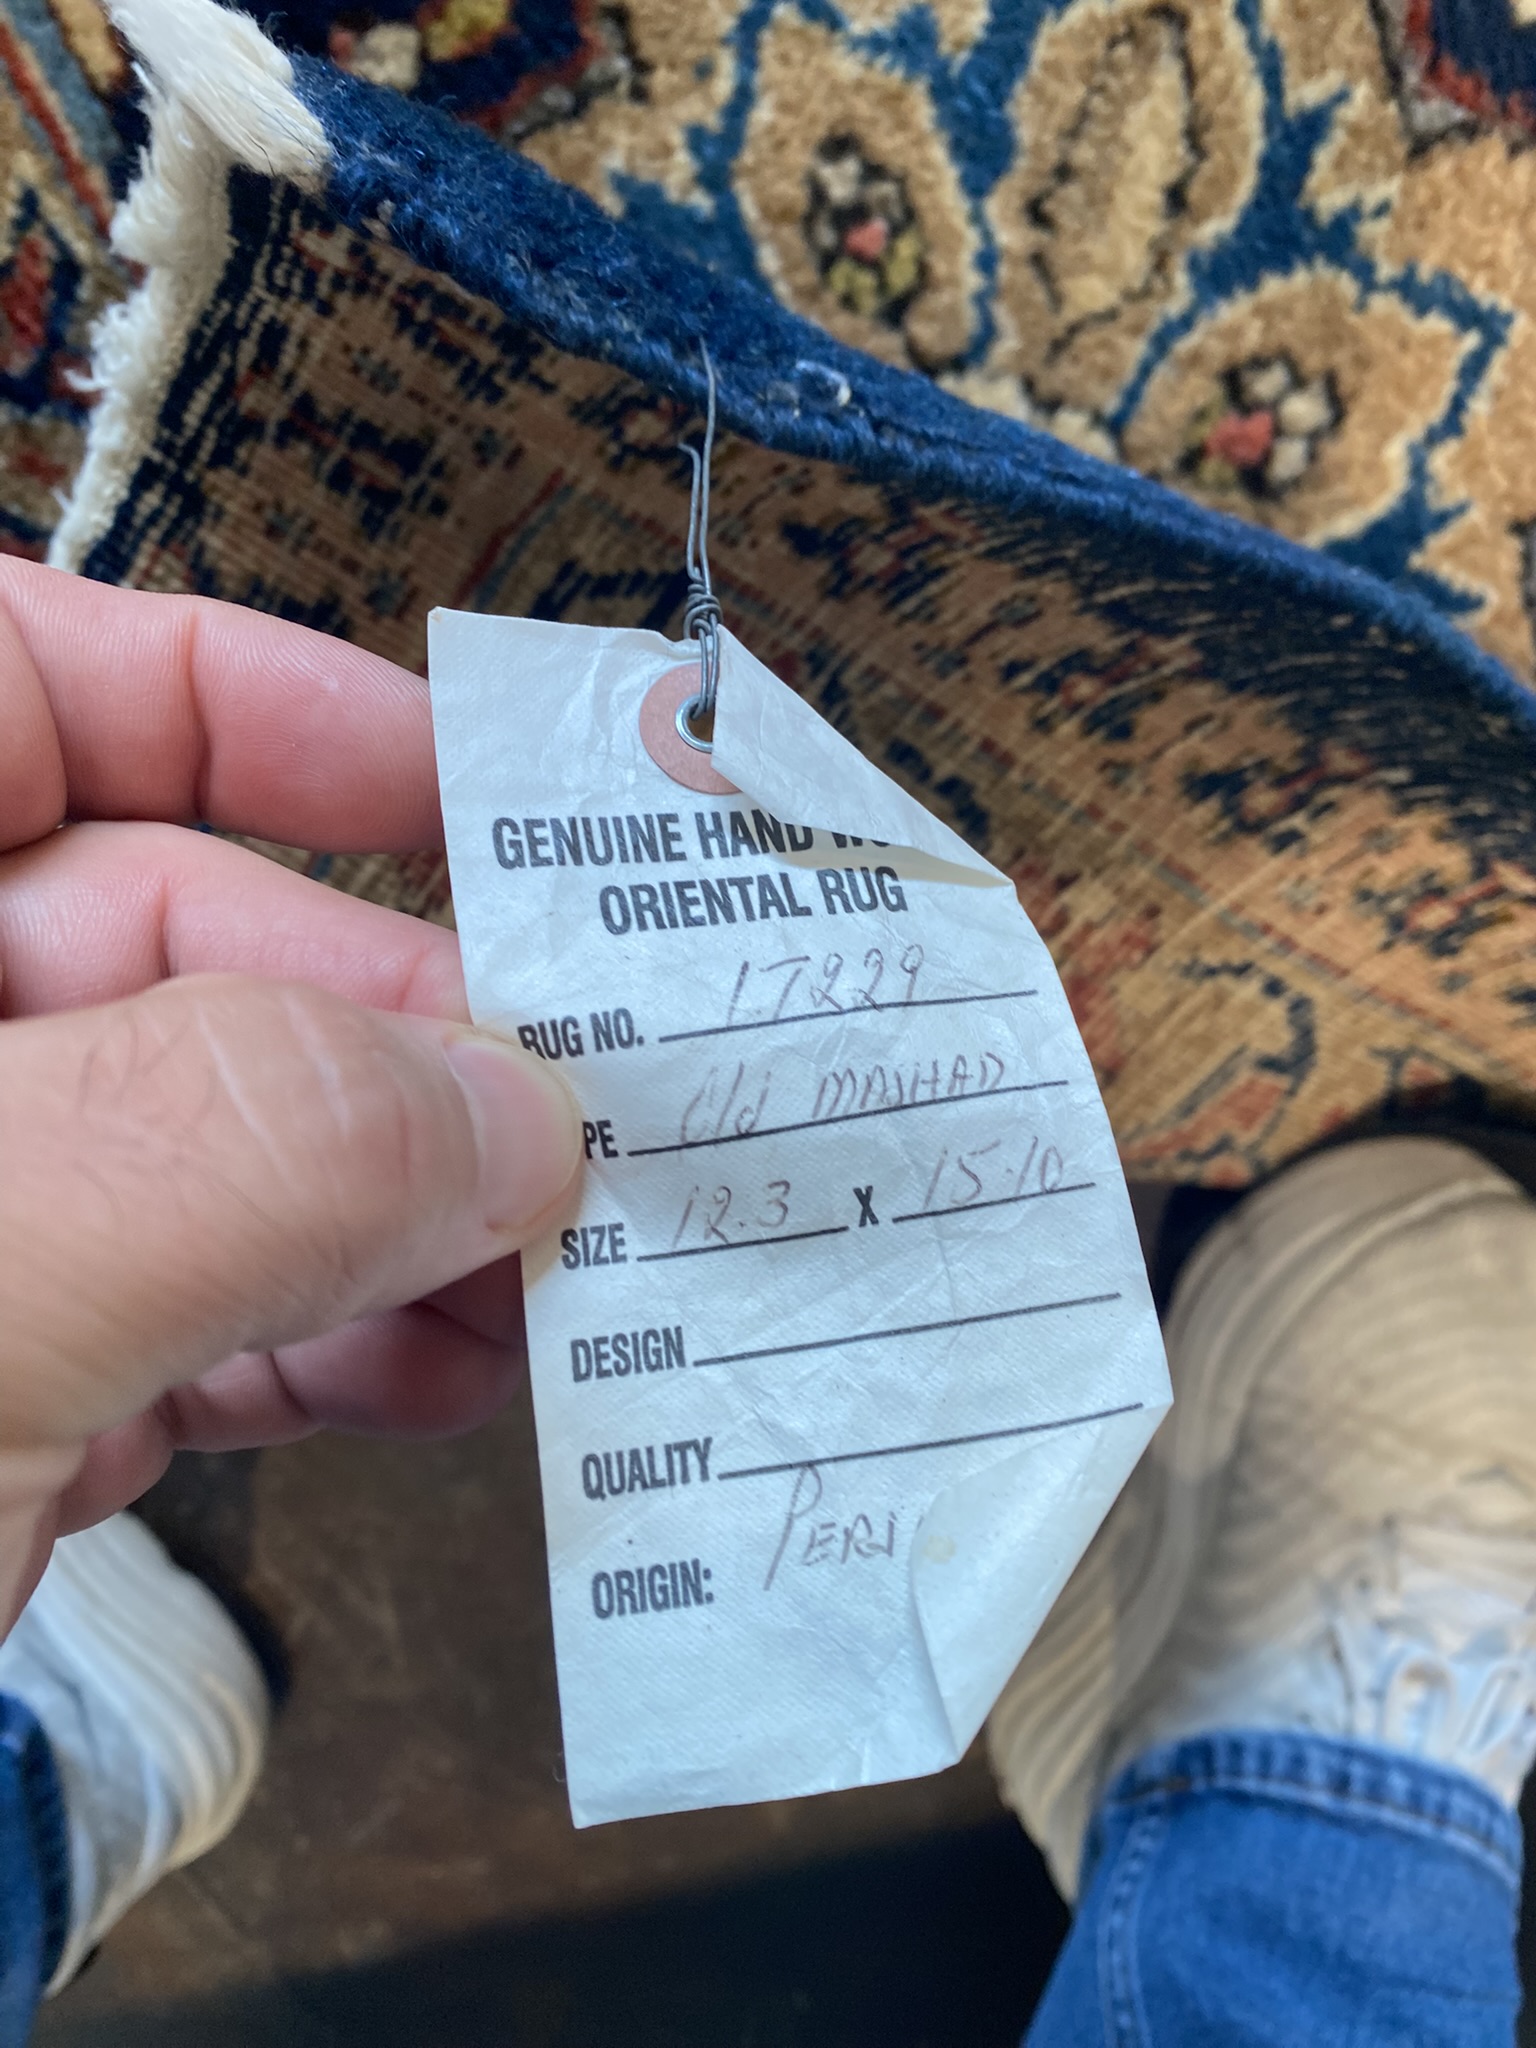 GENUINE HAND
ORIENTAL RUG
RUG NO. 17229
PE old MASHAD
SIZE 12.3 X 15.10
DESIGN
QUALITY
ORIGIN: